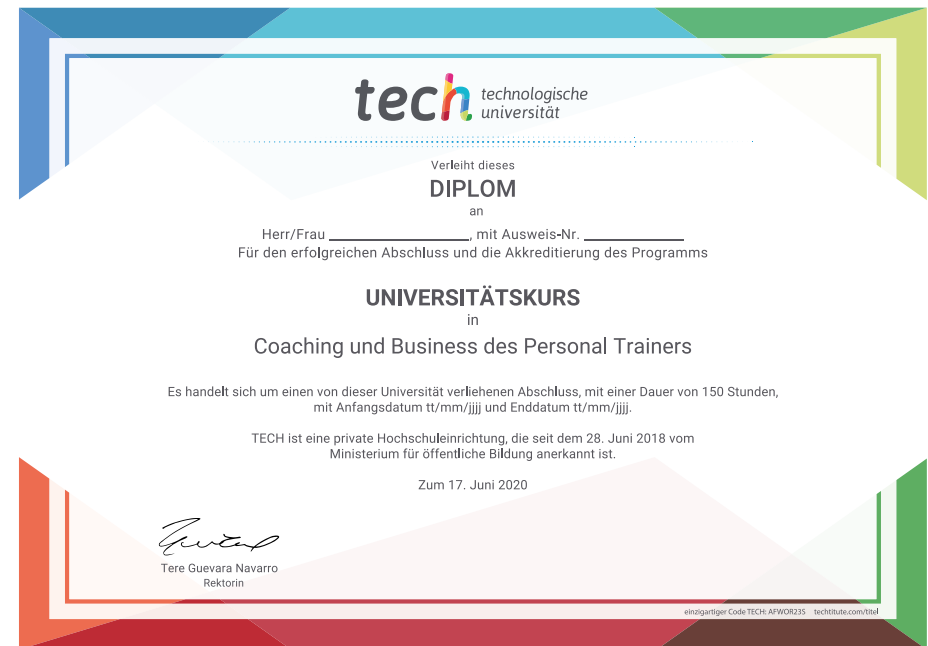 tech technologische
universität
Verleiht dieses
DIPLOM
an
Herr/Frau ____________, mit Ausweis-Nr. ____________
Für den erfolgreichen Abschluss und die Akkreditierung des Programms
UNIVERSITÄTSKURS
in
Coaching und Business des Personal Trainers
Es handelt sich um einen von dieser Universität verliehenen Abschluss, mit einer Dauer von 150 Stunden,
mit Anfangsdatum tt/mm/jjjj und Enddatum tt/mm/jjjj.
TECH ist eine private Hochschuleinrichtung, die seit dem 28. Juni 2018 vom
Ministerium für öffentliche Bildung anerkannt ist.
Zum 17. Juni 2020
Tere Guevara Navarro
Rektorin
einzigartiger Code TECH: AFWOR23S techtitute.com/titel